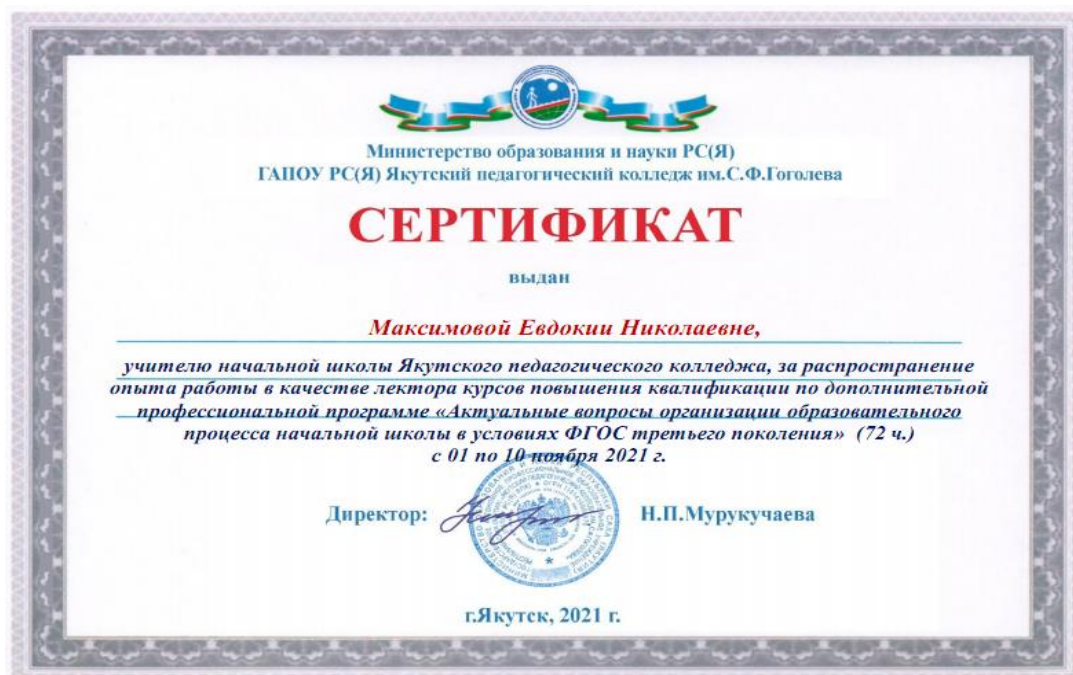 Министерство образования и науки РС(Я)
ГАПОУ РС(Я) Якутский педагогический колледж им.С.Ф.Гоголева
СЕРТИФИКАТ
выдан
Максимовой Евдокии Николаевне,
учителю начальной школы Якутского педагогического колледжа, за распространение
опыта работы в качестве лектора курсов повышения квалификации по дополнительной
профессиональной программе «Актуальные вопросы организации образовательного
процесса начальной школы в условиях ФГОС третьего поколения» (72 ч.)
с 01 по 10 ноября 2021 г.
Директор: Н.П.Мурукучаева
г.Якутск, 2021 г.